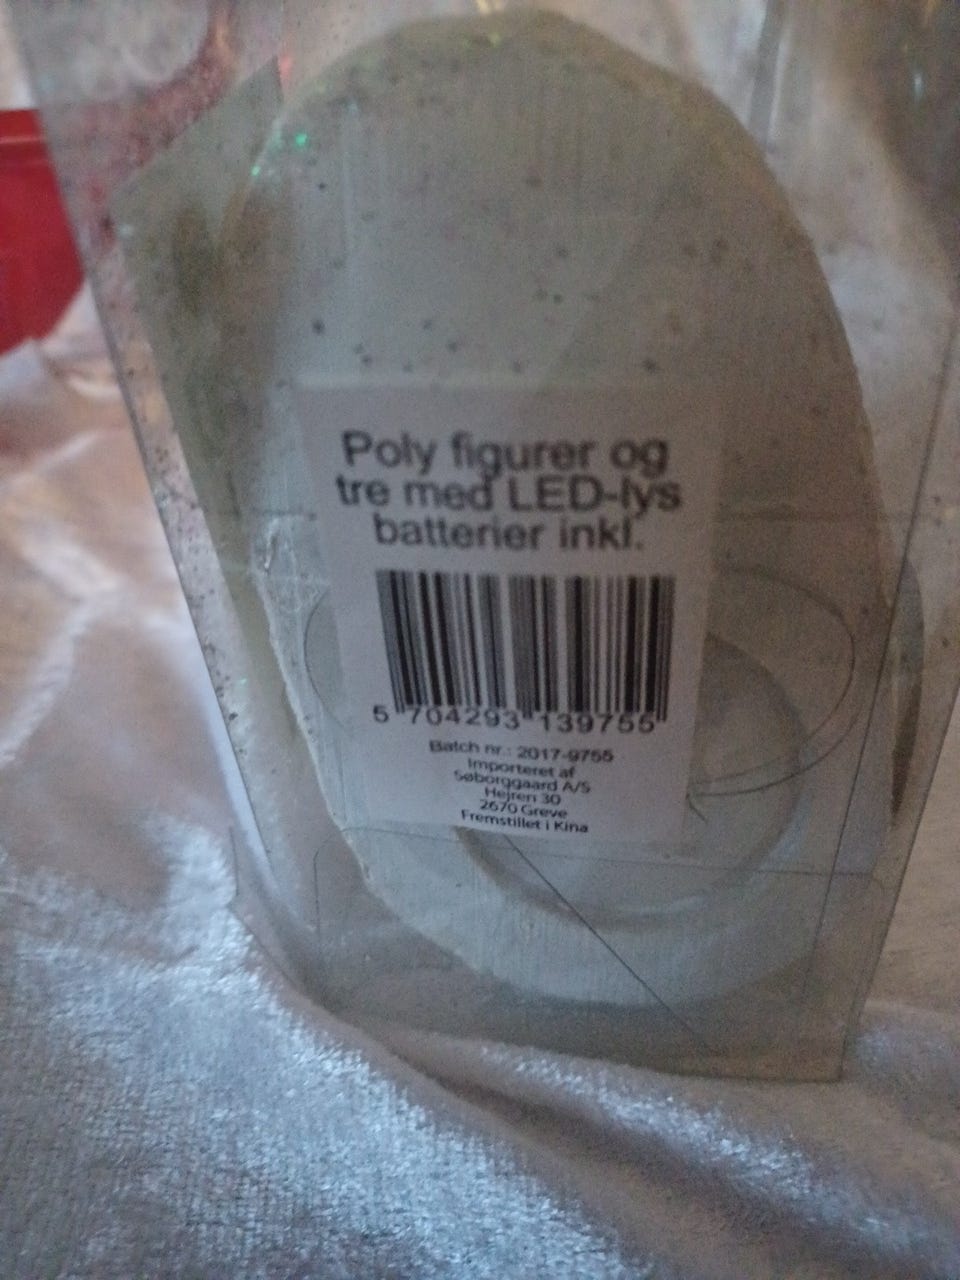 Poly figurer og
tre med LED-lys
batterier inkl.
5 704293 139755
Batch nr.: 2017-9755
Importeret af
Søborggaard A/S
Hejren 30
2670 Greve
Fremstillet i Kina